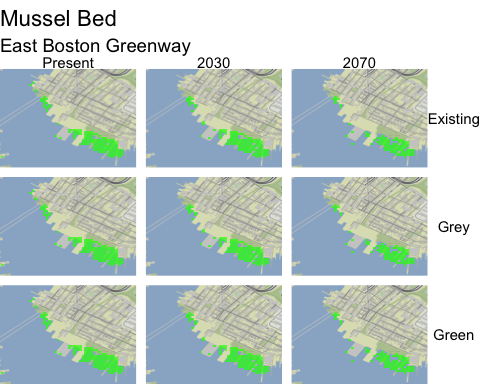 Mussel Bed
East Boston Greenway
Present 2030 2070
Existing
Grey
Green